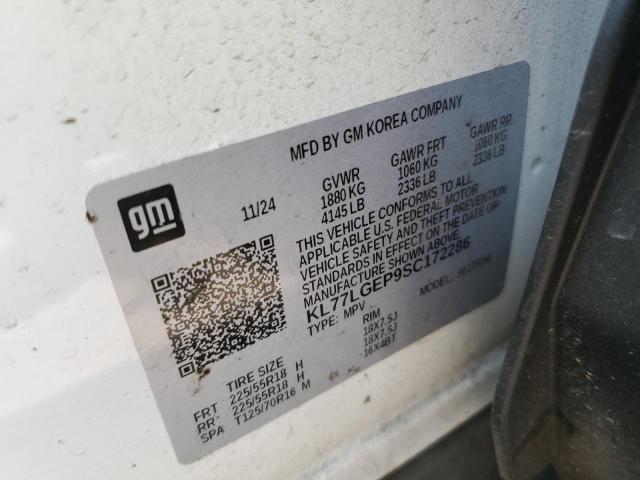 gm
11/24
MFD BY GM KOREA COMPANY
GVWR GAWR FRT GAWR RR
1880 KG 1060 KG 1060 KG
4145 LB 2336 LB 2336 LB
THIS VEHICLE CONFORMS TO ALL
APPLICABLE U.S. FEDERAL MOTOR
VEHICLE SAFETY AND THEFT PREVENTION
STANDARDS IN EFFECT ON THE DATE OF
MANUFACTURE SHOWN ABOVE.
KL77LGEP9SC172286
TYPE: MPV MODEL:
TIRE SIZE RIM
FRT 225/55R18 H 18X7.5J
RR 225/55R18 H 18X7.5J
SPA T125/70R16 M 16X4BT